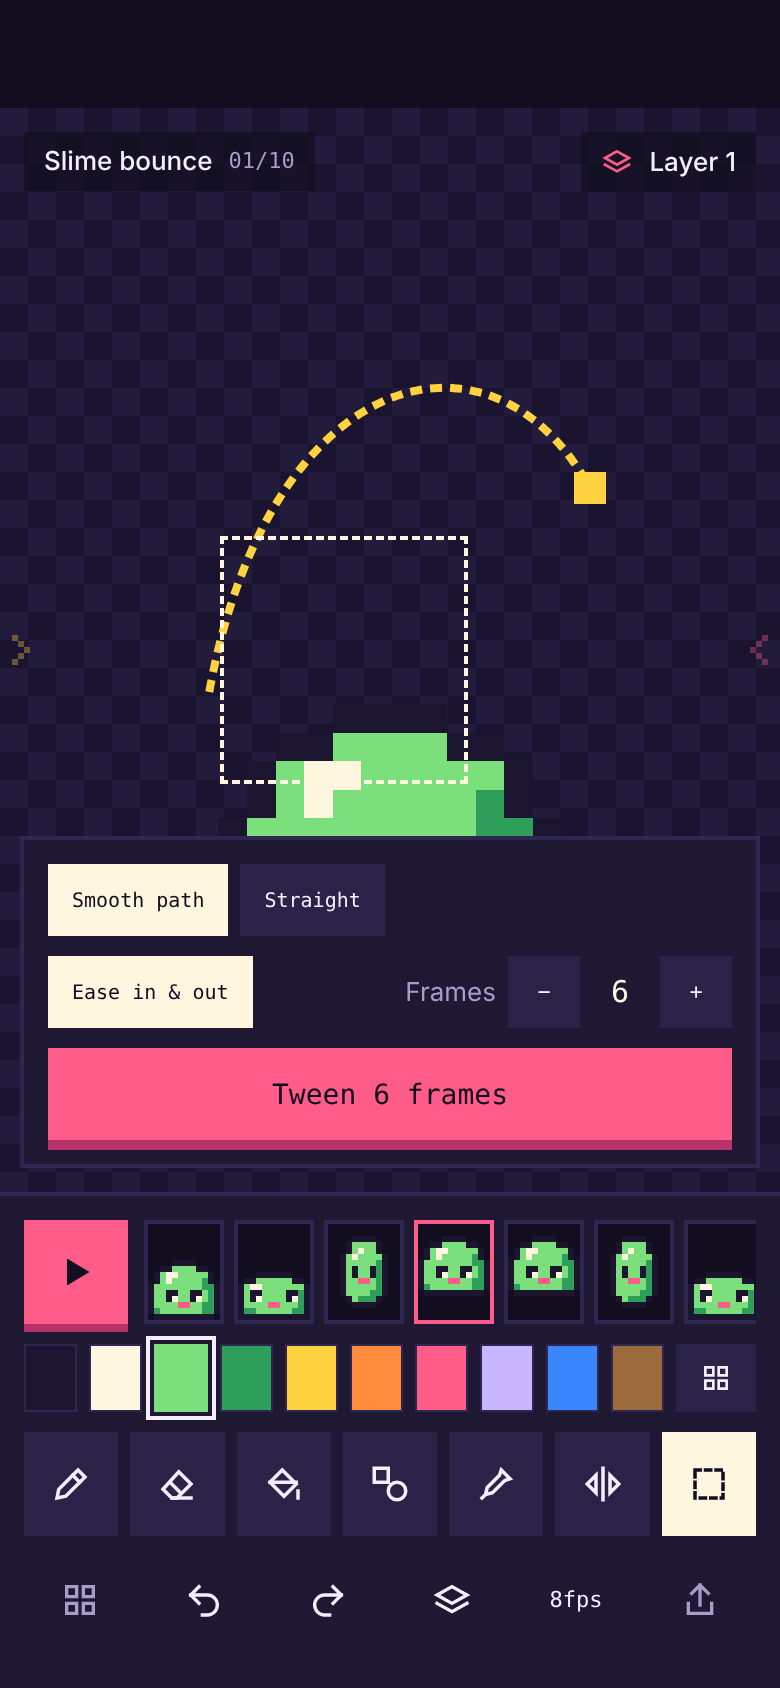 Slime bounce 01/10
Layer 1
Smooth path
Straight
Ease in & out
Frames − 6 +
Tween 6 frames
8fps